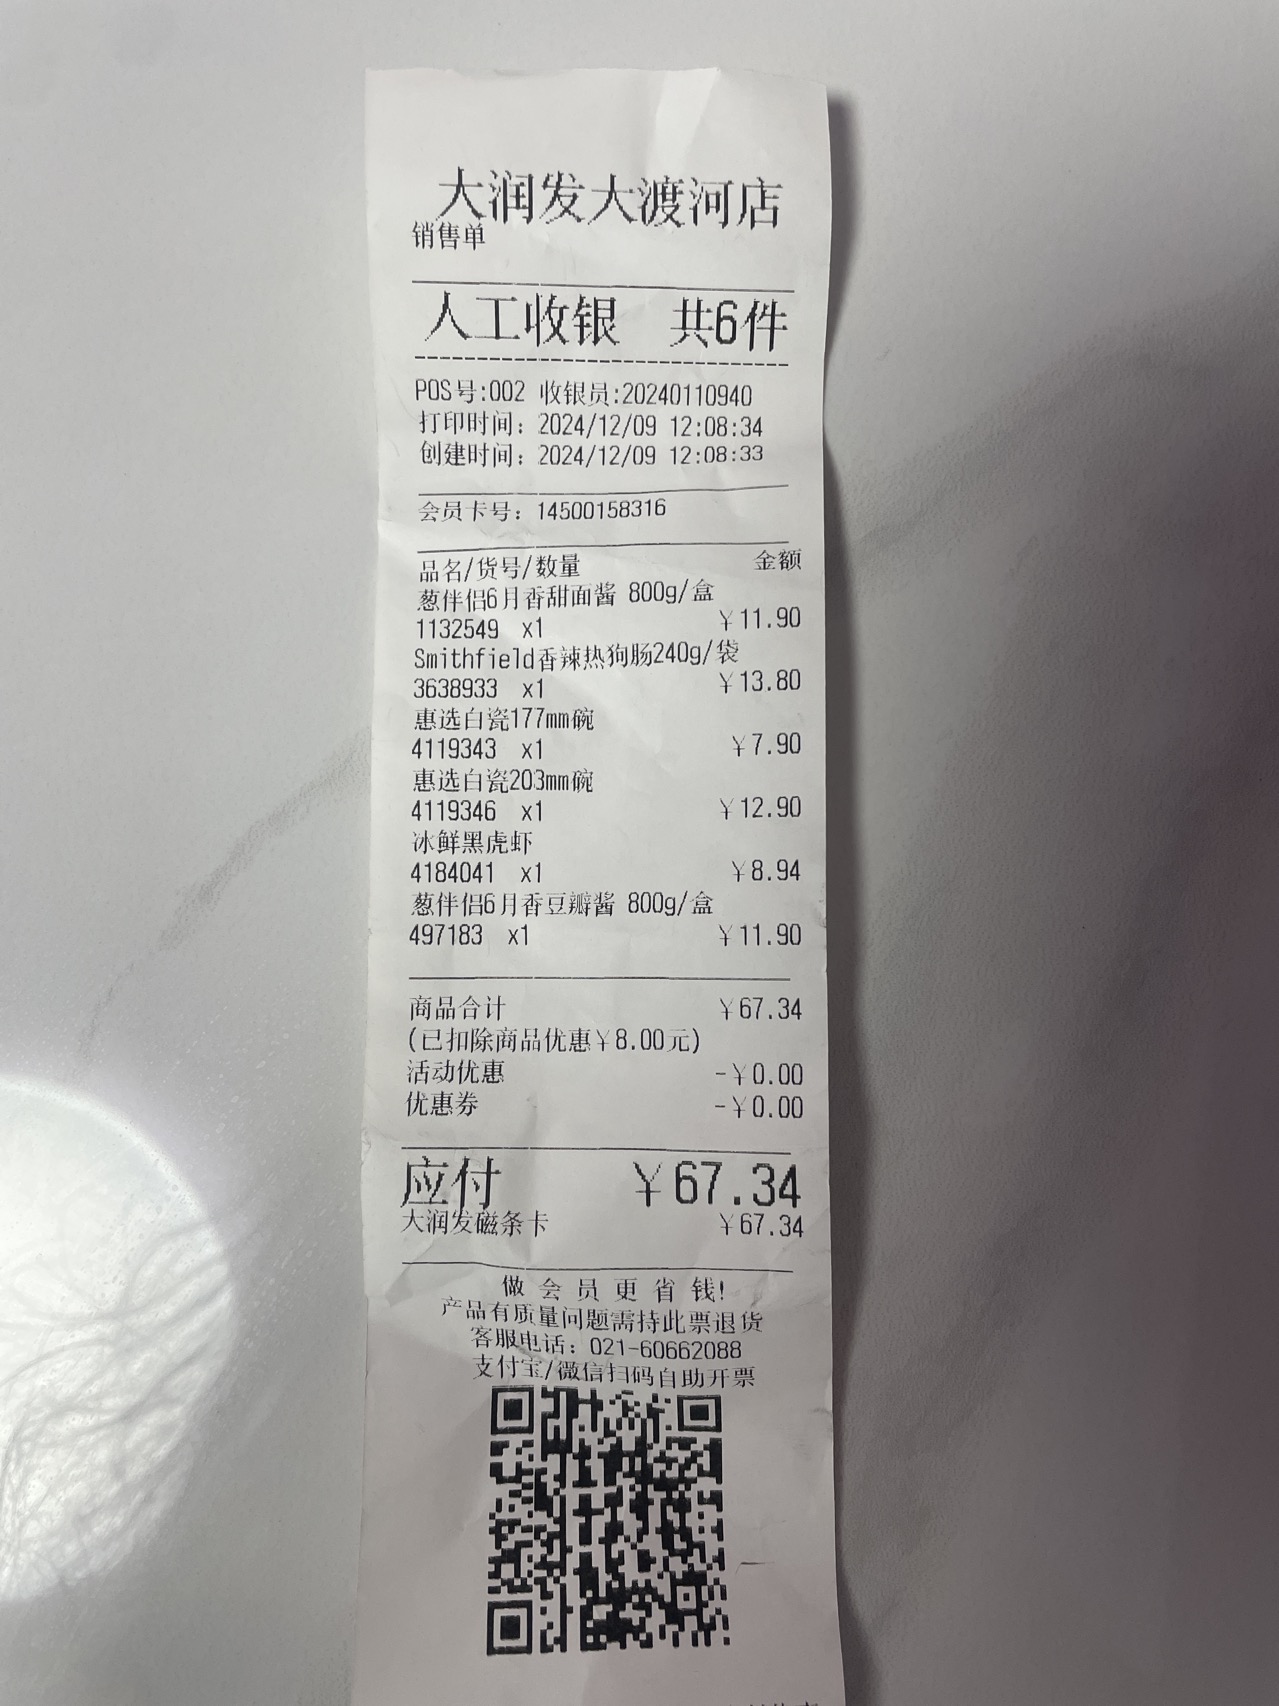 大润发大渡河店
销售单
人工收银 共6件
POS号:002 收银员:20240110940
打印时间: 2024/12/09 12:08:34
创建时间: 2024/12/09 12:08:33
会员卡号: 14500158316
品名/货号/数量 金额
葱伴侣6月香甜面酱 800g/盒
1132549 x1 ¥11.90
Smithfield香辣热狗肠240g/袋
3638933 x1 ¥13.80
惠选白瓷177mm碗
4119343 x1 ¥7.90
惠选白瓷203mm碗
4119346 x1 ¥12.90
冰鲜黑虎虾
4184041 x1 ¥8.94
葱伴侣6月香豆瓣酱 800g/盒
497183 x1 ¥11.90
商品合计 ¥67.34
(已扣除商品优惠¥8.00元)
活动优惠 -¥0.00
优惠券 -¥0.00
应付 ¥67.34
大润发磁条卡 ¥67.34
做会员更省钱!
产品有质量问题需持此票退货
客服电话: 021-60662088
支付宝/微信扫码自助开票